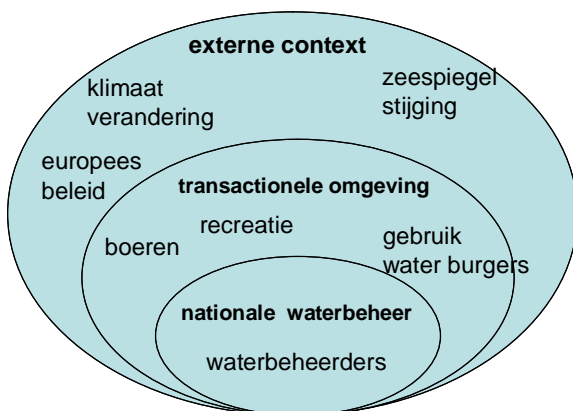 externe context
klimaat
verandering
zeespiegel
stijging
europees
beleid
transactionele omgeving
recreatie
boeren
gebruik
water burgers
nationale waterbeheer
waterbeheerders